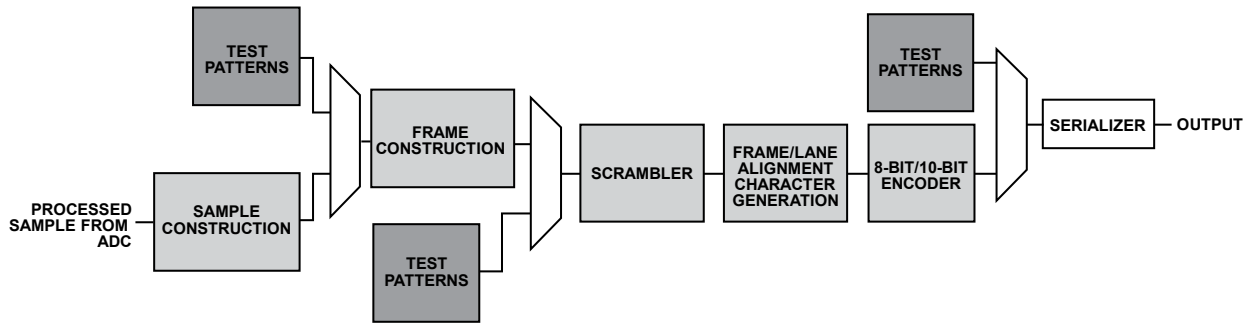 PROCESSED
SAMPLE FROM
ADC
SAMPLE
CONSTRUCTION
TEST
PATTERNS
FRAME
CONSTRUCTION
TEST
PATTERNS
SCRAMBLER
FRAME/LANE
ALIGNMENT
CHARACTER
GENERATION
8-BIT/10-BIT
ENCODER
TEST
PATTERNS
SERIALIZER
OUTPUT